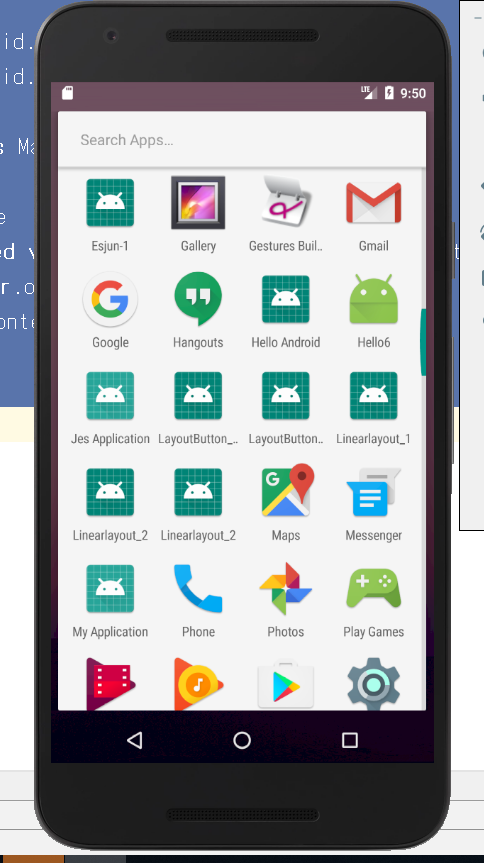 id.
id.
s Ma
e
ed v
r.o
onte
LTE 9:50
Search Apps...
Esjun-1 Gallery Gestures Buil.. Gmail
Google Hangouts Hello Android Hello6
Jes Application LayoutButton_.. LayoutButton.. Linearlayout_1
Linearlayout_2 Linearlayout_2 Maps Messenger
My Application Phone Photos Play Games